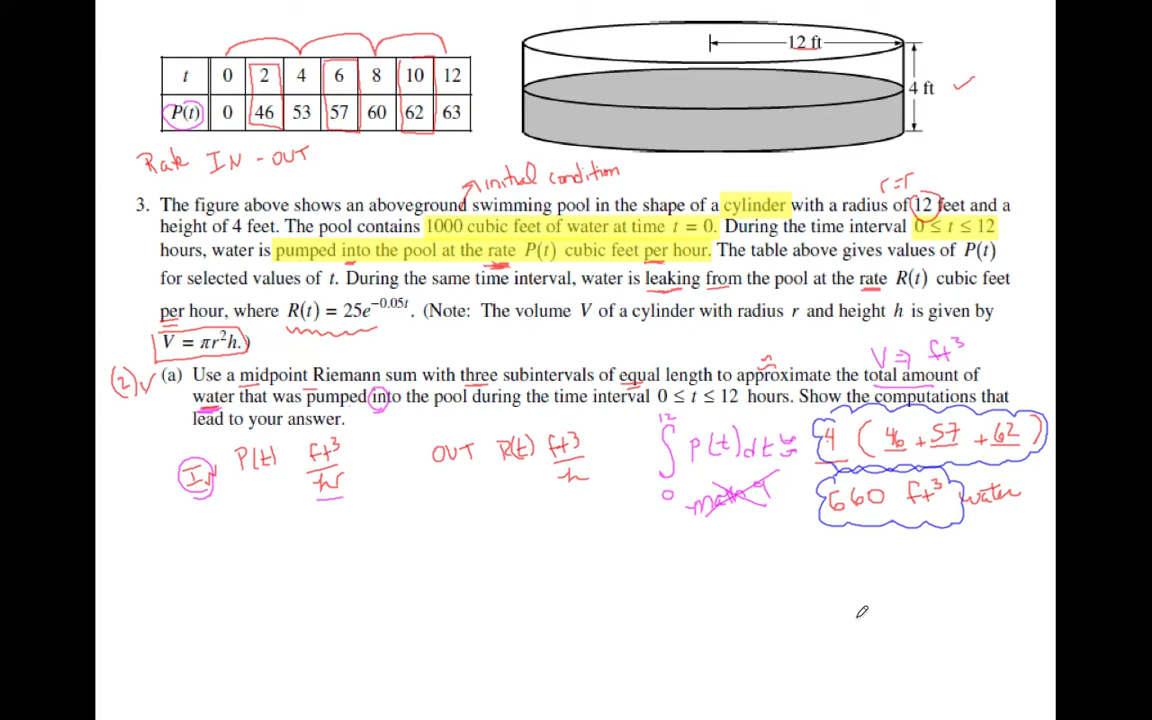 t 0 2 4 6 8 10 12
P(t) 0 46 53 57 60 62 63
12 ft
4 ft
Rate IN - OUT
initial condition
r=r
3. The figure above shows an aboveground swimming pool in the shape of a cylinder with a radius of 12 feet and a
height of 4 feet. The pool contains 1000 cubic feet of water at time t = 0. During the time interval 0 ≤ t ≤ 12
hours, water is pumped into the pool at the rate P(t) cubic feet per hour. The table above gives values of P(t)
for selected values of t. During the same time interval, water is leaking from the pool at the rate R(t) cubic feet
per hour, where R(t) = 25e^{−0.05t}. (Note: The volume V of a cylinder with radius r and height h is given by
V = πr²h.)
V ⇒ ft³
(2) ✓ (a) Use a midpoint Riemann sum with three subintervals of equal length to approximate the total amount of
water that was pumped into the pool during the time interval 0 ≤ t ≤ 12 hours. Show the computations that
lead to your answer.
IN P(t) ft³/hr OUT R(t) ft³/h ∫₀¹² P(t) dt ≈ 4 (46 + 57 + 62)
math 9 660 ft³ water